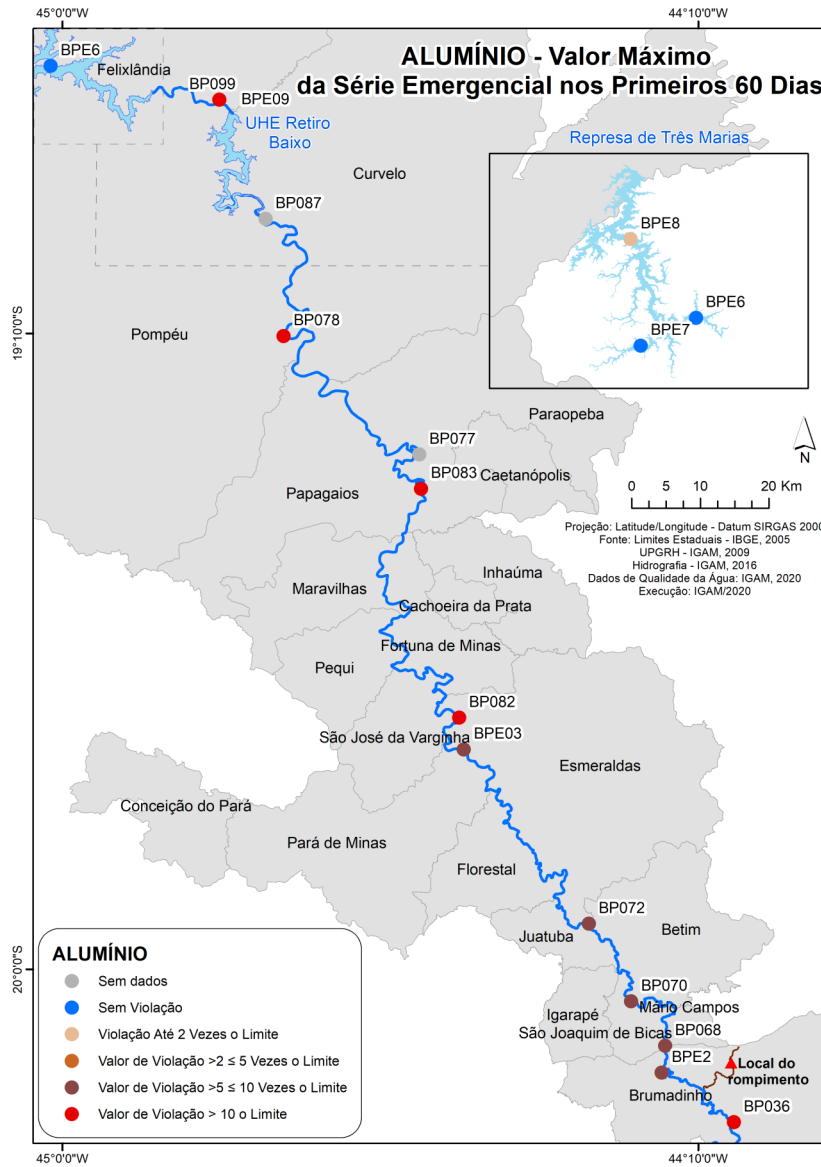 45°0'0"W
44°10'0"W
ALUMÍNIO - Valor Máximo
da Série Emergencial nos Primeiros 60 Dias
BPE6
Felixlândia
BP099
BPE09
UHE Retiro
Baixo
Curvelo
BP087
Represa de Três Marias
BPE8
BPE6
BPE7
19°10'0"S
Pompéu
BP078
Paraopeba
BP077
Caetanópolis
BP083
Papagaios
N
0 5 10 20 Km
Projeção: Latitude/Longitude - Datum SIRGAS 2000
Fonte: Limites Estaduais - IBGE, 2005
UPGRH - IGAM, 2009
Hidrografia - IGAM, 2016
Dados de Qualidade da Água: IGAM, 2020
Execução: IGAM/2020
Inhaúma
Maravilhas
Cachoeira da Prata
Fortuna de Minas
Pequi
BP082
BPE03
São José da Varginha
Esmeraldas
Conceição do Pará
Pará de Minas
Florestal
BP072
Juatuba
Betim
20°0'0"S
BP070
Mário Campos
Igarapé
São Joaquim de Bicas
BP068
BPE2
Local do
rompimento
Brumadinho
BP036
ALUMÍNIO
Sem dados
Sem Violação
Violação Até 2 Vezes o Limite
Valor de Violação >2 ≤ 5 Vezes o Limite
Valor de Violação >5 ≤ 10 Vezes o Limite
Valor de Violação > 10 o Limite
45°0'0"W
44°10'0"W